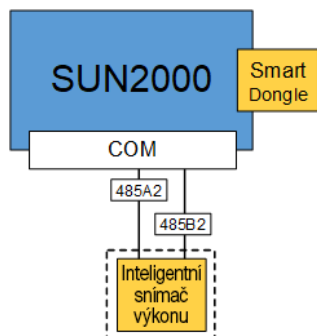 SUN2000
Smart
Dongle
COM
485A2
485B2
Inteligentní
snímač
výkonu